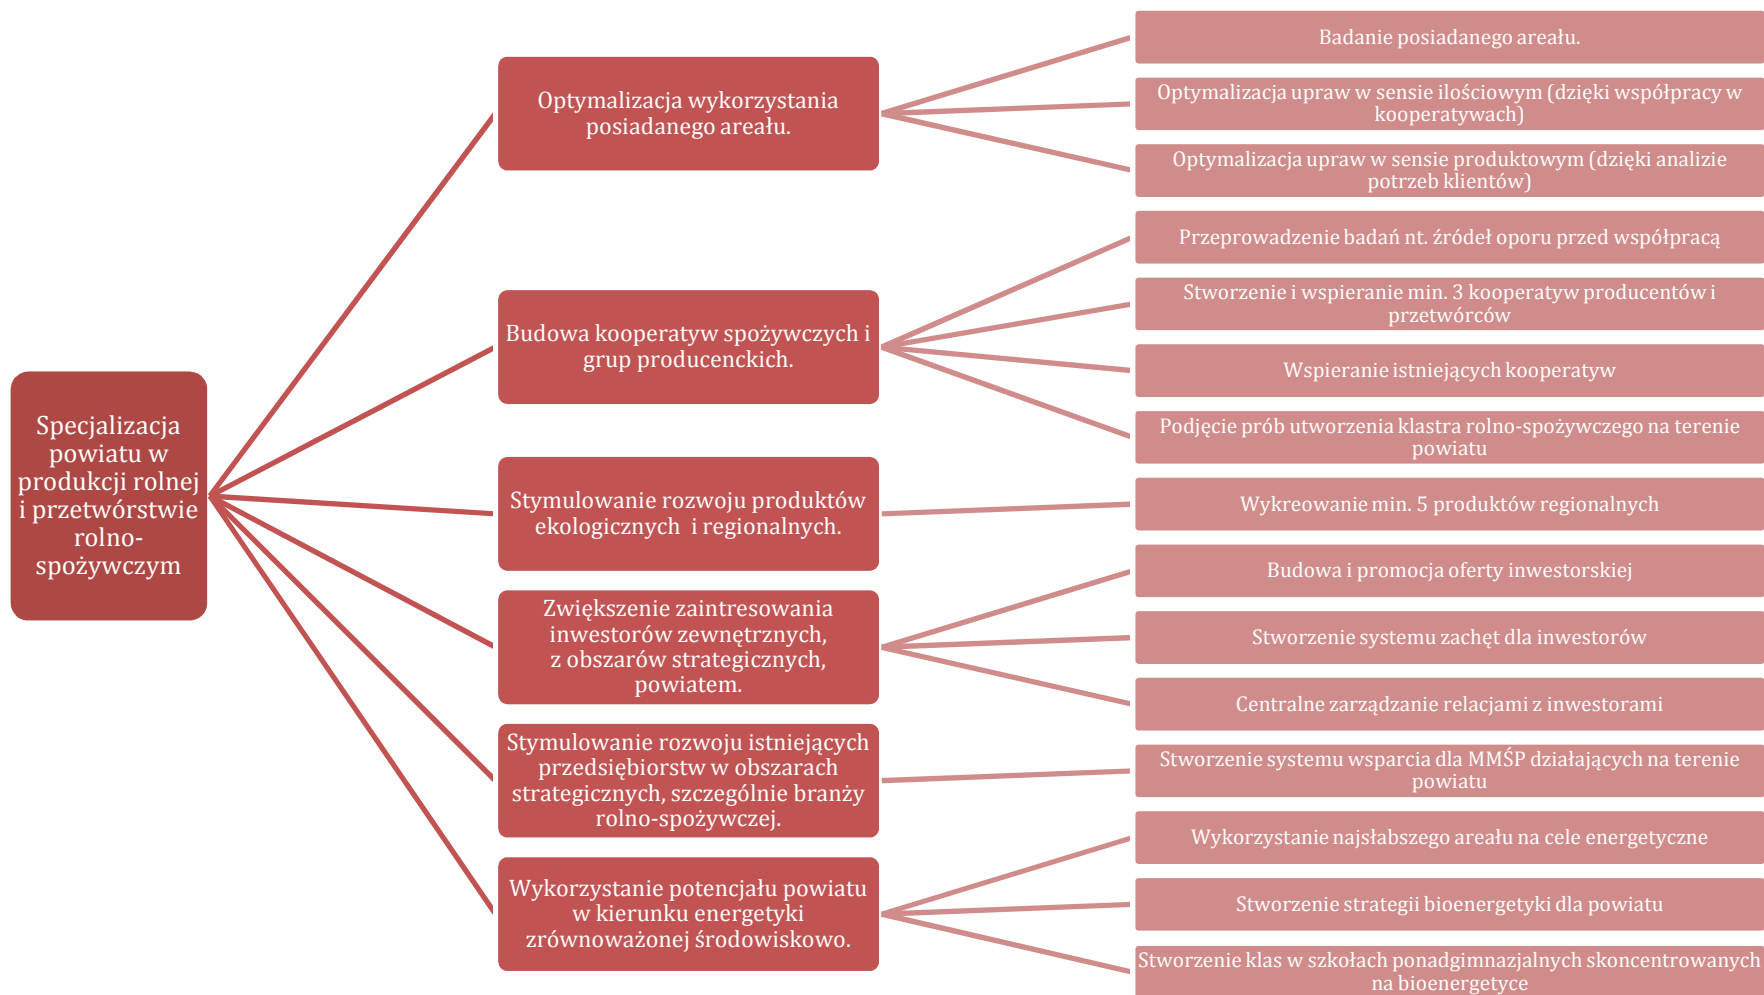 Specjalizacja
powiatu w
produkcji rolnej
i przetwórstwie
rolno-
spożywczym
Optymalizacja wykorzystania
posiadanego areału.
Badanie posiadanego areału.
Optymalizacja upraw w sensie ilościowym (dzięki współpracy w
kooperatywach)
Optymalizacja upraw w sensie produktowym (dzięki analizie
potrzeb klientów)
Budowa kooperatyw spożywczych i
grup producenckich.
Przeprowadzenie badań nt. źródeł oporu przed współpracą
Stworzenie i wspieranie min. 3 kooperatyw producentów i
przetwórców
Wspieranie istniejących kooperatyw
Podjęcie prób utworzenia klastra rolno-spożywczego na terenie
powiatu
Stymulowanie rozwoju produktów
ekologicznych i regionalnych.
Wykreowanie min. 5 produktów regionalnych
Zwiększenie zaintresowania
inwestorów zewnętrznych,
z obszarów strategicznych,
powiatem.
Budowa i promocja oferty inwestorskiej
Stworzenie systemu zachęt dla inwestorów
Centralne zarządzanie relacjami z inwestorami
Stymulowanie rozwoju istniejących
przedsiębiorstw w obszarach
strategicznych, szczególnie branży
rolno-spożywczej.
Stworzenie systemu wsparcia dla MMŚP działających na terenie
powiatu
Wykorzystanie potencjału powiatu
w kierunku energetyki
zrównoważonej środowiskowo.
Wykorzystanie najsłabszego areału na cele energetyczne
Stworzenie strategii bioenergetyki dla powiatu
Stworzenie klas w szkołach ponadgimnazjalnych skoncentrowanych
na bioenergetyce